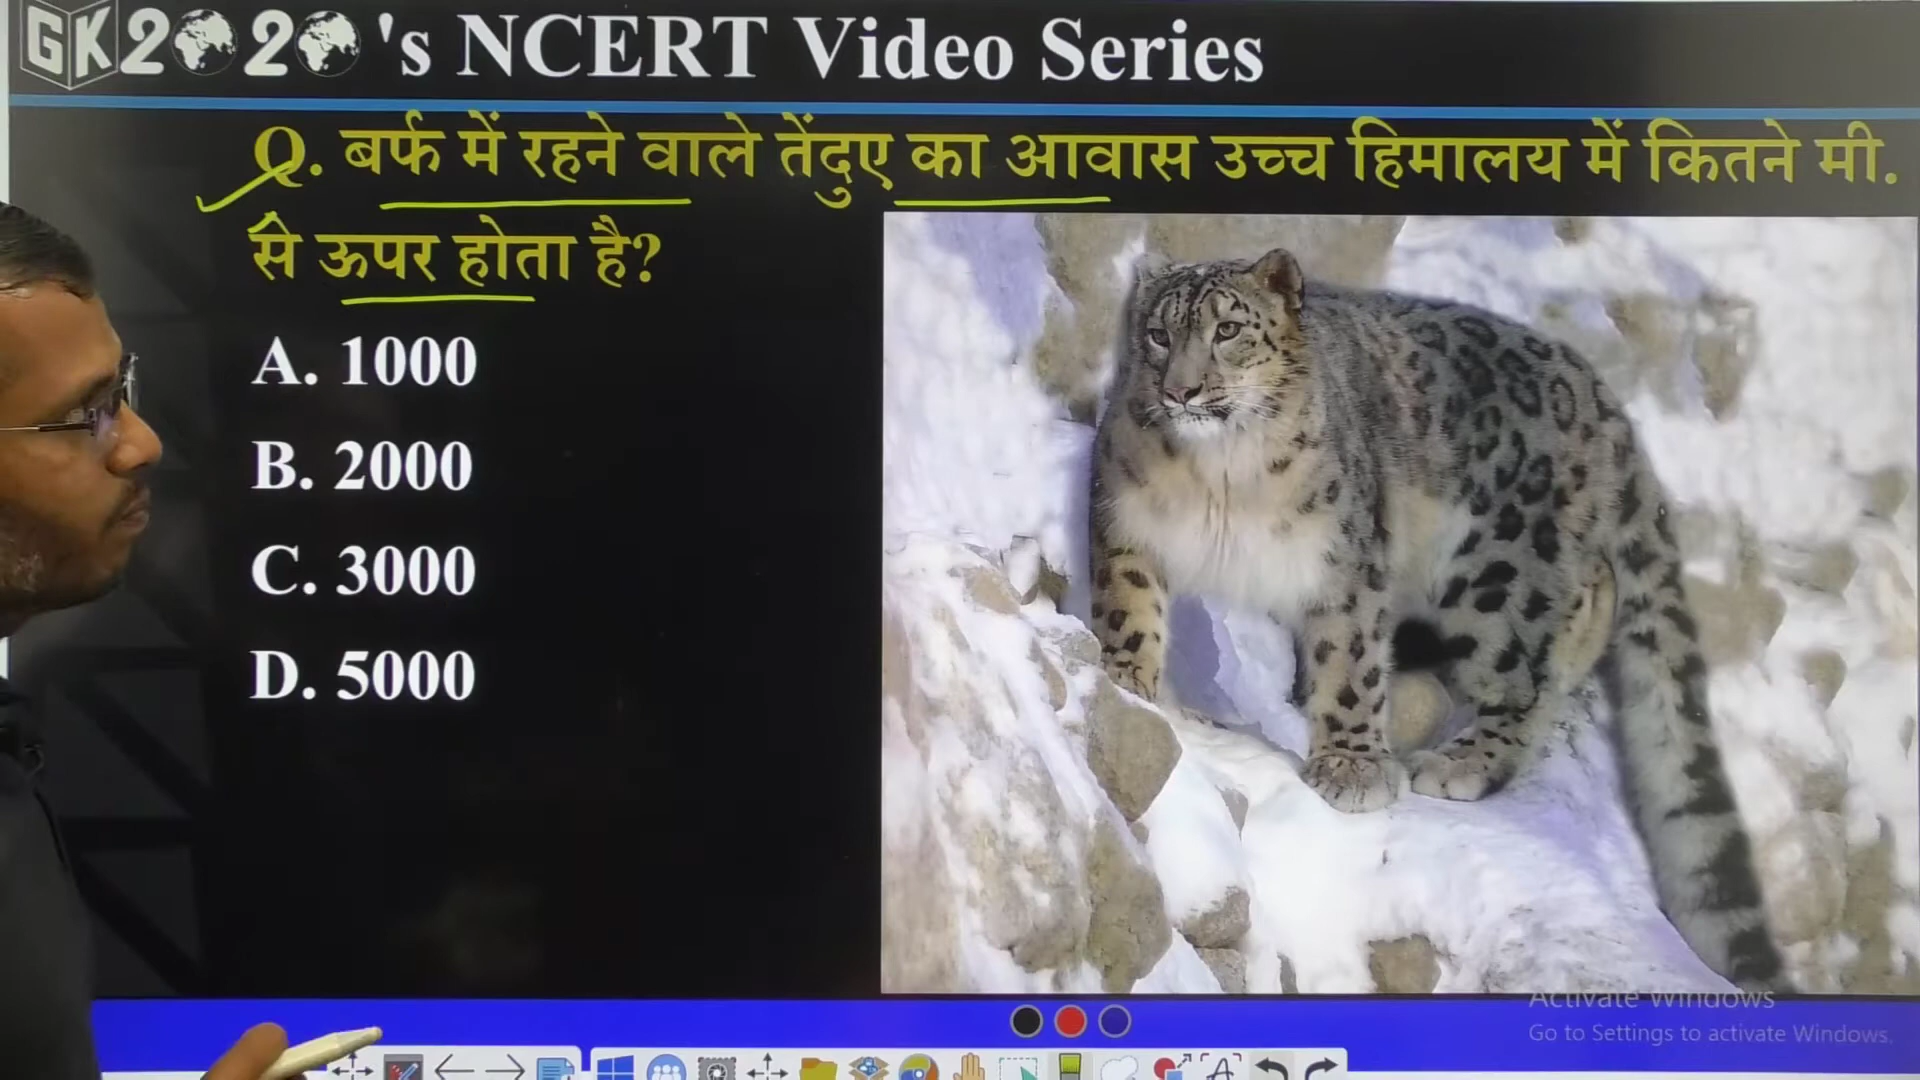 GK2020's NCERT Video Series
Q. बर्फ में रहने वाले तेंदुए का आवास उच्च हिमालय में कितने मी.
से ऊपर होता है?
A. 1000
B. 2000
C. 3000
D. 5000
Activate Windows
Go to Settings to activate Windows.